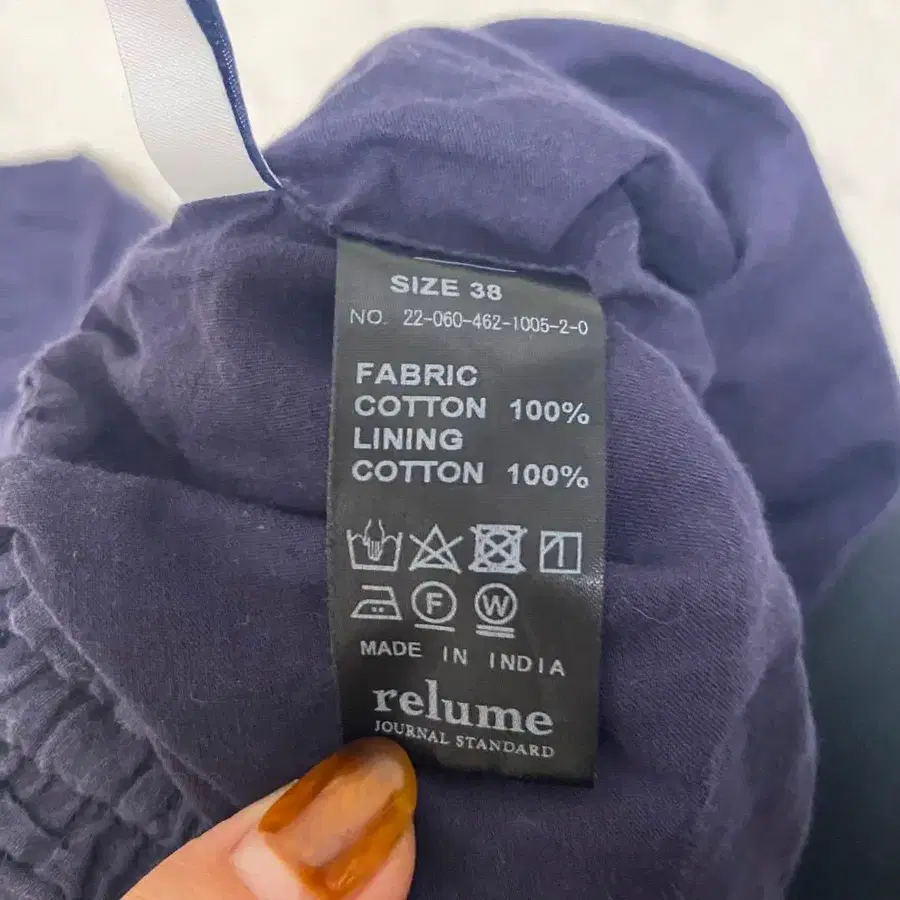 SIZE 38
NO. 22-060-462-1005-2-0
FABRIC
COTTON 100%
LINING
COTTON 100%
F W
MADE IN INDIA
relume
JOURNAL STANDARD